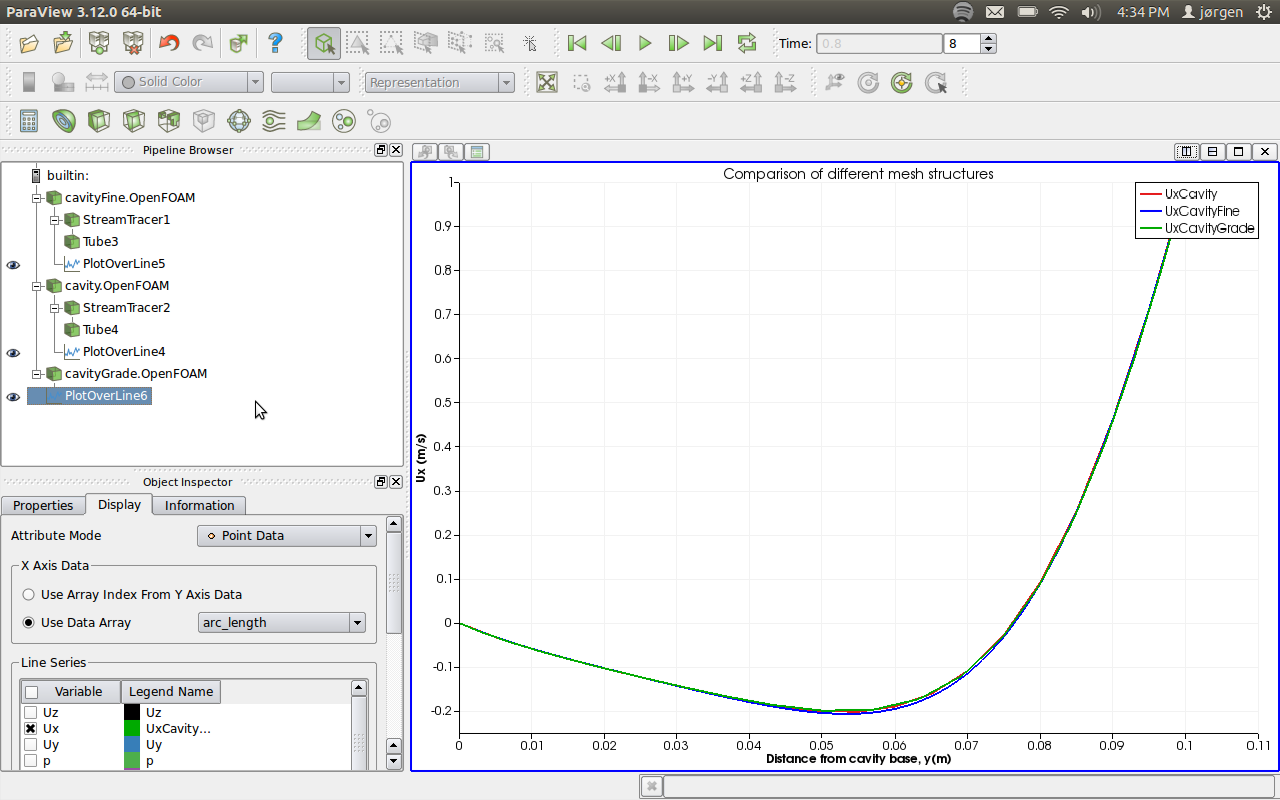 ParaView 3.12.0 64-bit
4:34 PM jørgen
Time: 0.8 8
Solid Color
Representation
+X -X +Y -Y +Z -Z
Pipeline Browser
builtin:
cavityFine.OpenFOAM
StreamTracer1
Tube3
PlotOverLine5
cavity.OpenFOAM
StreamTracer2
Tube4
PlotOverLine4
cavityGrade.OpenFOAM
PlotOverLine6
Object Inspector
Properties Display Information
Attribute Mode Point Data
X Axis Data
Use Array Index From Y Axis Data
Use Data Array arc_length
Line Series
Variable Legend Name
Uz Uz
Ux UxCavity...
Uy Uy
p p
Comparison of different mesh structures
UxCavity
UxCavityFine
UxCavityGrade
1
0.9
0.8
0.7
0.6
0.5
0.4
0.3
0.2
0.1
0
-0.1
-0.2
Ux (m/s)
0 0.01 0.02 0.03 0.04 0.05 0.06 0.07 0.08 0.09 0.1 0.11
Distance from cavity base, y(m)